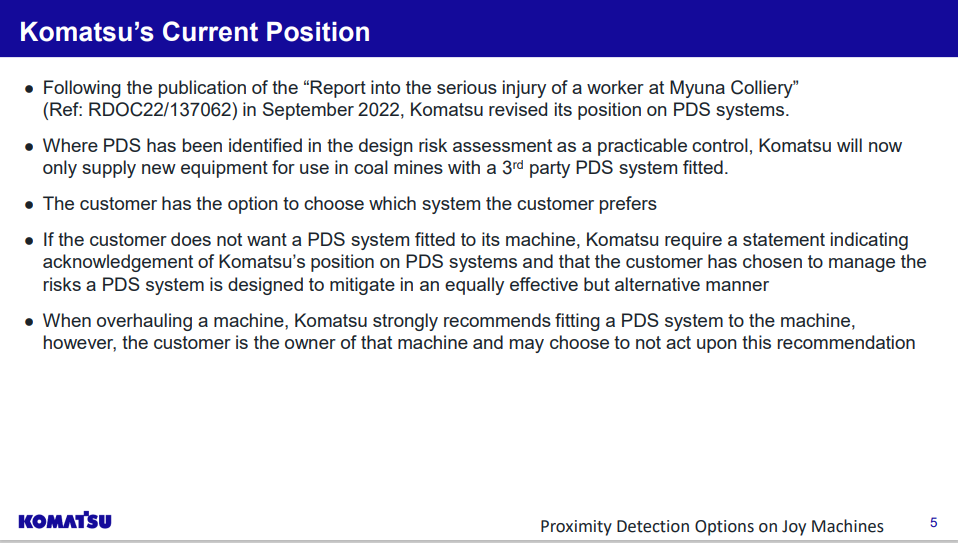 Komatsu’s Current Position
● Following the publication of the “Report into the serious injury of a worker at Myuna Colliery”
(Ref: RDOC22/137062) in September 2022, Komatsu revised its position on PDS systems.
● Where PDS has been identified in the design risk assessment as a practicable control, Komatsu will now
only supply new equipment for use in coal mines with a 3rd party PDS system fitted.
● The customer has the option to choose which system the customer prefers
● If the customer does not want a PDS system fitted to its machine, Komatsu require a statement indicating
acknowledgement of Komatsu’s position on PDS systems and that the customer has chosen to manage the
risks a PDS system is designed to mitigate in an equally effective but alternative manner
● When overhauling a machine, Komatsu strongly recommends fitting a PDS system to the machine,
however, the customer is the owner of that machine and may choose to not act upon this recommendation
KOMATSU
Proximity Detection Options on Joy Machines
5